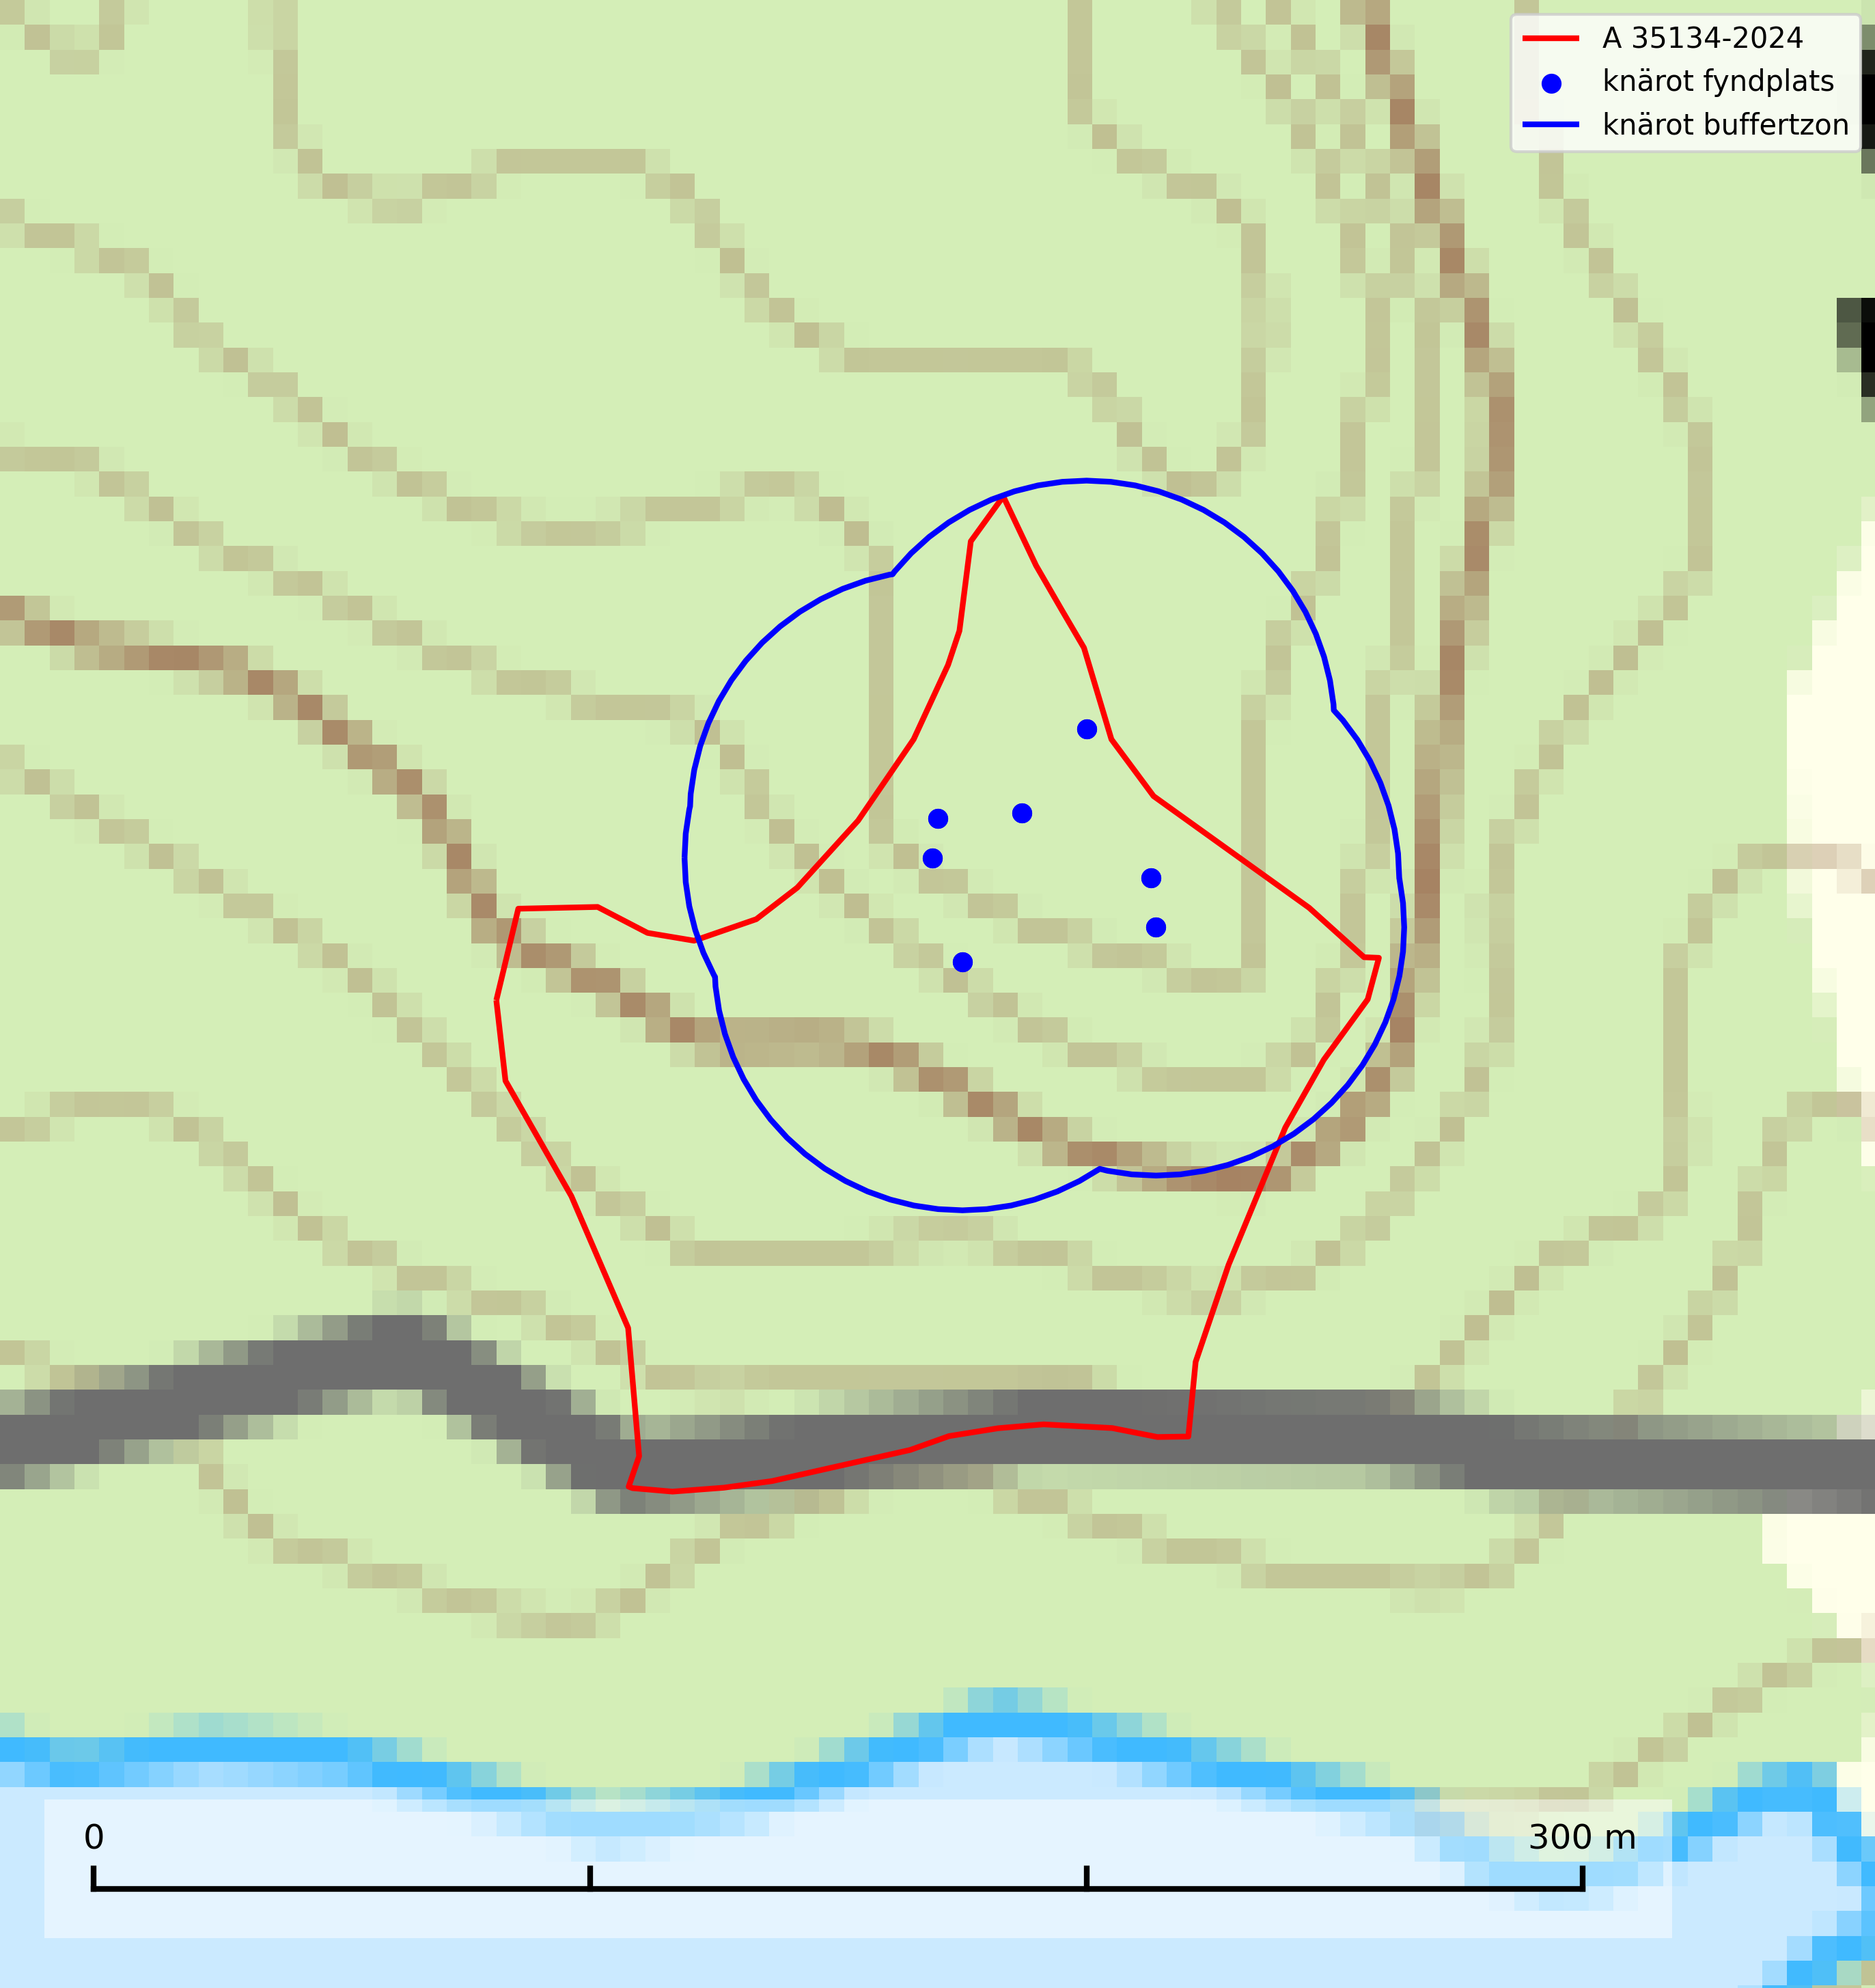 A 35134-2024
knärot fyndplats
knärot buffertzon
0 300 m